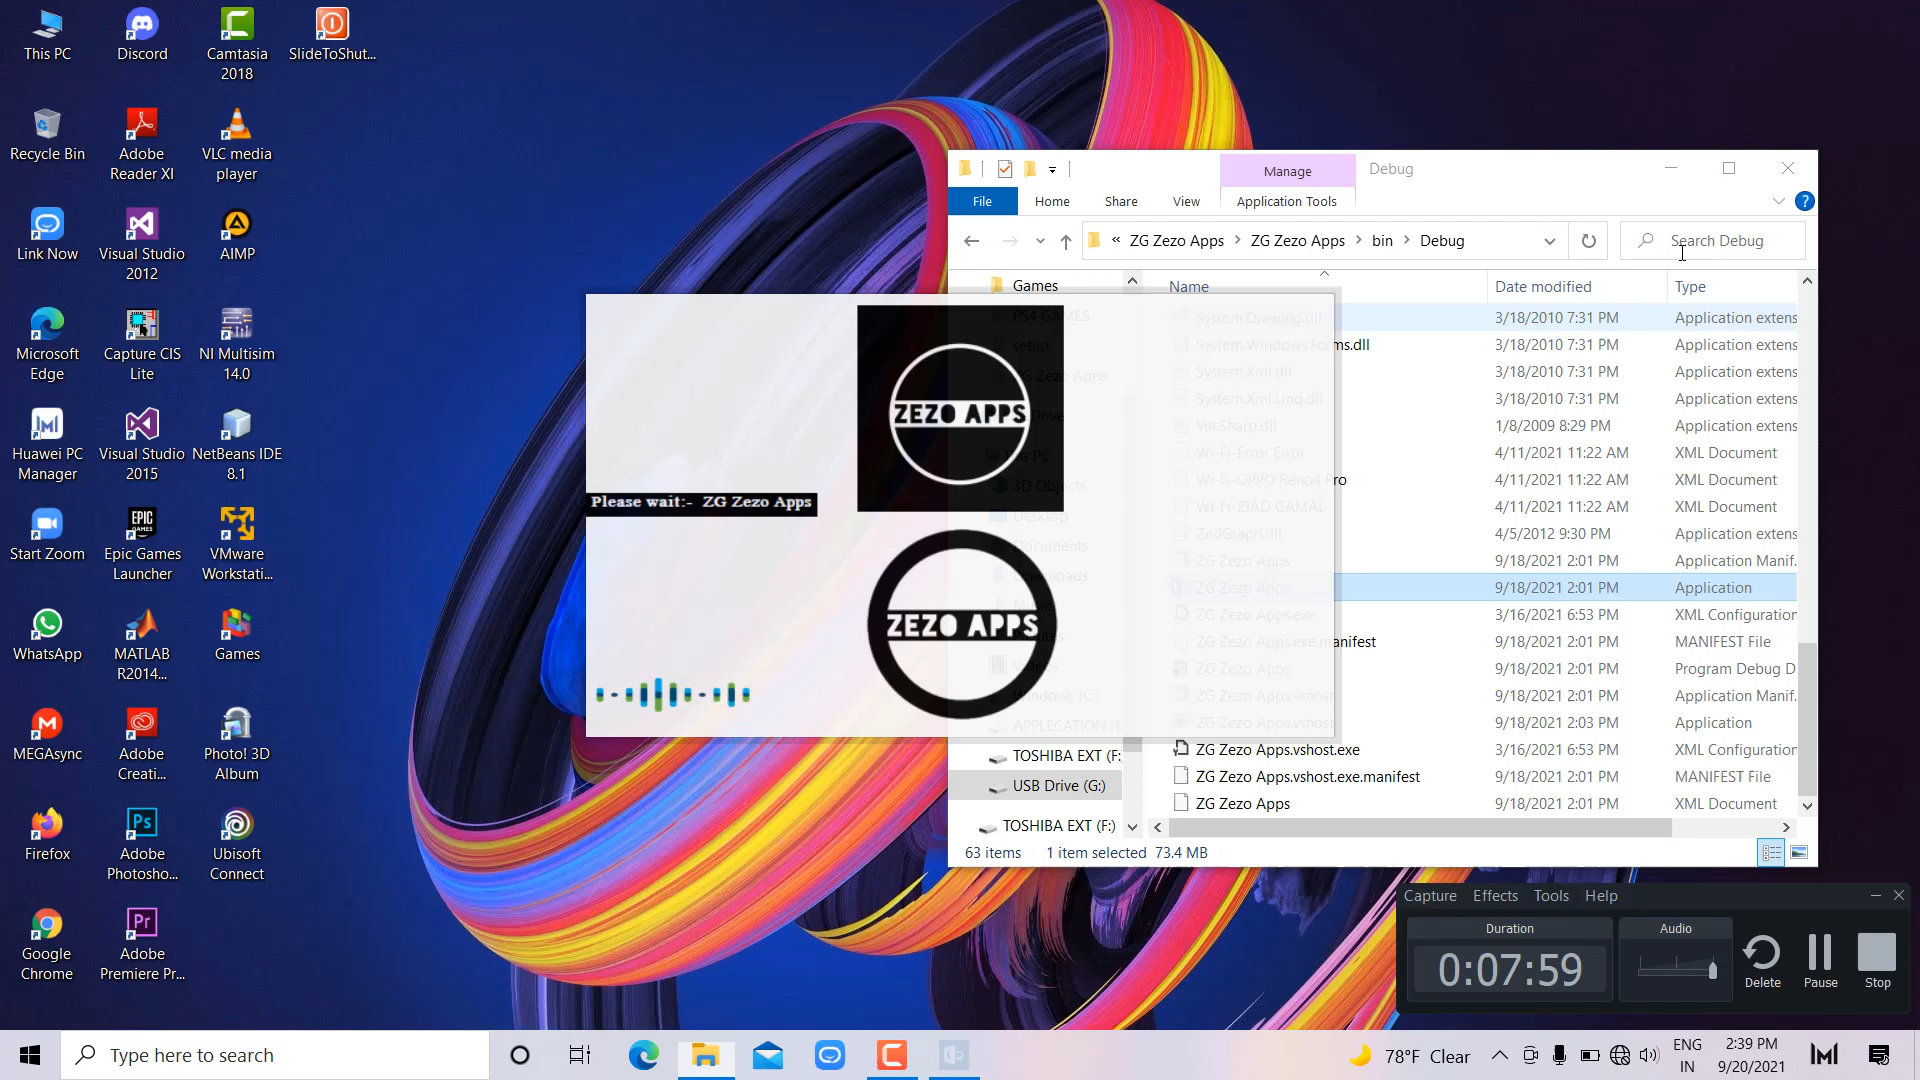 This PC
Discord
Camtasia
2018
SlideToShut...
Recycle Bin
Adobe
Reader XI
VLC media
player
Link Now
Visual Studio
2012
AIMP
Microsoft
Edge
Capture CIS
Lite
NI Multisim
14.0
Huawei PC
Manager
Visual Studio
2015
NetBeans IDE
8.1
Start Zoom
Epic Games
Launcher
VMware
Workstati...
WhatsApp
MATLAB
R2014...
Games
MEGAsync
Adobe
Creati...
Photo! 3D
Album
Firefox
Adobe
Photosho...
Ubisoft
Connect
Google
Chrome
Adobe
Premiere Pr...
Manage
Debug
File
Home
Share
View
Application Tools
« ZG Zezo Apps > ZG Zezo Apps > bin > Debug
Search Debug
Games
PS4 GAMES
setup
ZG Zezo Apps
3D Objects
Desktop
Documents
Downloads
Windows (C:)
TOSHIBA EXT (F:
USB Drive (G:)
TOSHIBA EXT (F:)
Name Date modified Type
System.Drawing.dll 3/18/2010 7:31 PM Application extens
System.Windows.Forms.dll 3/18/2010 7:31 PM Application extens
System.Xml.dll 3/18/2010 7:31 PM Application extens
System.Xml.Linq.dll 3/18/2010 7:31 PM Application extens
VncSharp.dll 1/8/2009 8:29 PM Application extens
Wi-Fi-Error Error 4/11/2021 11:22 AM XML Document
Wi-Fi-OPPO Reno4 Pro 4/11/2021 11:22 AM XML Document
Wi-Fi-ZIAD GAMAL 4/11/2021 11:22 AM XML Document
ZedGraph.dll 4/5/2012 9:30 PM Application extens
ZG Zezo Apps 9/18/2021 2:01 PM Application Manif.
ZG Zezo Apps 9/18/2021 2:01 PM Application
ZG Zezo Apps.exe 3/16/2021 6:53 PM XML Configuration
ZG Zezo Apps.exe.manifest 9/18/2021 2:01 PM MANIFEST File
ZG Zezo Apps 9/18/2021 2:01 PM Program Debug D
ZG Zezo Apps.vshost 9/18/2021 2:01 PM Application Manif.
ZG Zezo Apps.vshost 9/18/2021 2:03 PM Application
ZG Zezo Apps.vshost.exe 3/16/2021 6:53 PM XML Configuration
ZG Zezo Apps.vshost.exe.manifest 9/18/2021 2:01 PM MANIFEST File
ZG Zezo Apps 9/18/2021 2:01 PM XML Document
63 items 1 item selected 73.4 MB
ZEZO APPS
Please wait:- ZG Zezo Apps
ZEZO APPS
Capture Effects Tools Help
Duration
0:07:59
Audio
Delete
Pause
Stop
Type here to search
78°F Clear
ENG
IN
2:39 PM
9/20/2021